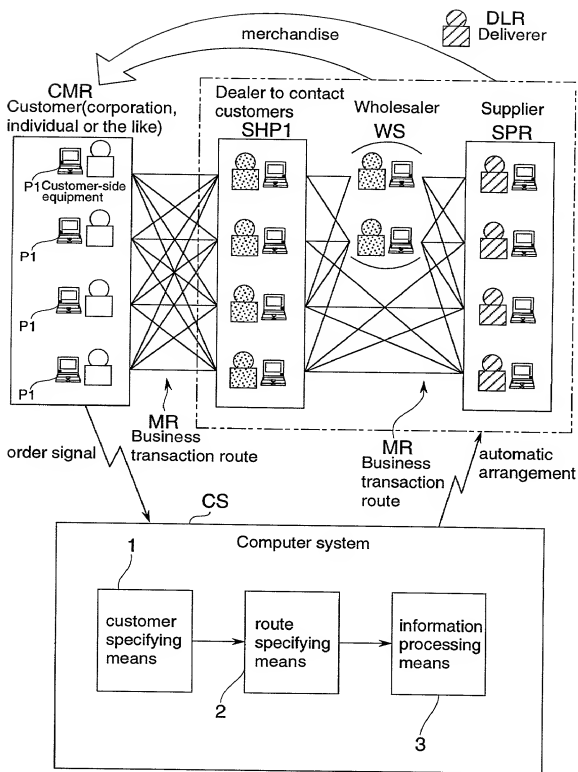 merchandise
DLR
Deliverer
CMR
Customer(corporation,
individual or the like)
Dealer to contact
customers
SHP1
Wholesaler
WS
Supplier
SPR
P1
Customer-side
equipment
P1
P1
P1
order signal
MR
Business
transaction route
MR
Business
transaction
route
automatic
arrangement
CS
Computer system
1
customer
specifying
means
route
specifying
means
2
information
processing
means
3